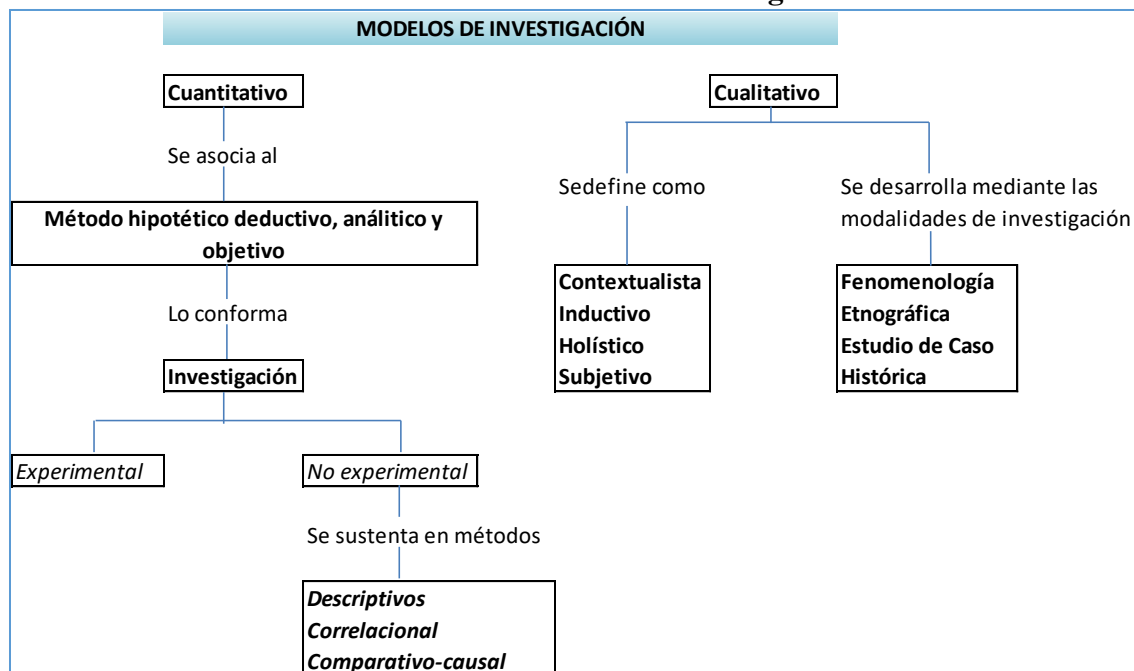 MODELOS DE INVESTIGACIÓN
Cuantitativo
Se asocia al
Método hipotético deductivo, análitico y
objetivo
Lo conforma
Investigación
Experimental
No experimental
Se sustenta en métodos
Descriptivos
Correlacional
Comparativo-causal
Cualitativo
Sedefine como
Contextualista
Inductivo
Holístico
Subjetivo
Se desarrolla mediante las
modalidades de investigación
Fenomenología
Etnográfica
Estudio de Caso
Histórica